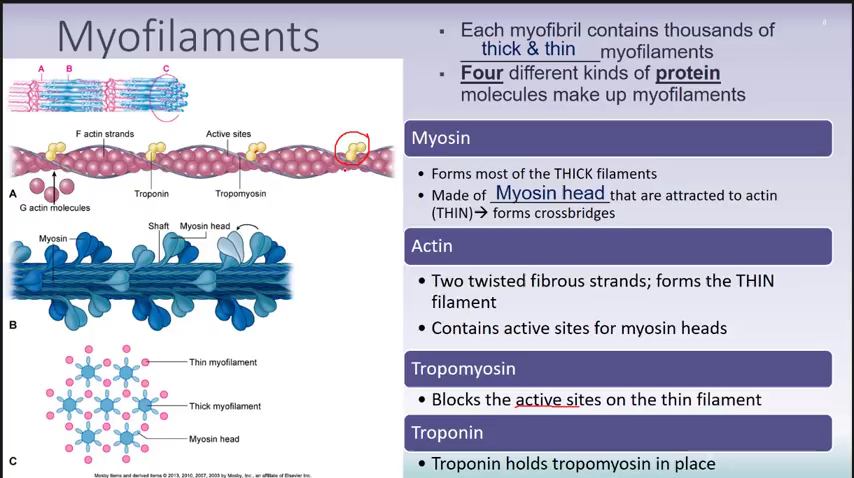 Myofilaments
▪ Each myofibril contains thousands of
thick & thin myofilaments
▪ Four different kinds of protein
molecules make up myofilaments
A B C
F actin strands
Active sites
A
Troponin
Tropomyosin
G actin molecules
Myosin
Shaft
Myosin head
B
Thin myofilament
Thick myofilament
Myosin head
C
Mosby items and derived items © 2013, 2010, 2007, 2003 by Mosby, Inc., an affiliate of Elsevier Inc.
Myosin
• Forms most of the THICK filaments
• Made of Myosin head that are attracted to actin
(THIN)→ forms crossbridges
Actin
• Two twisted fibrous strands; forms the THIN
filament
• Contains active sites for myosin heads
Tropomyosin
• Blocks the active sites on the thin filament
Troponin
• Troponin holds tropomyosin in place